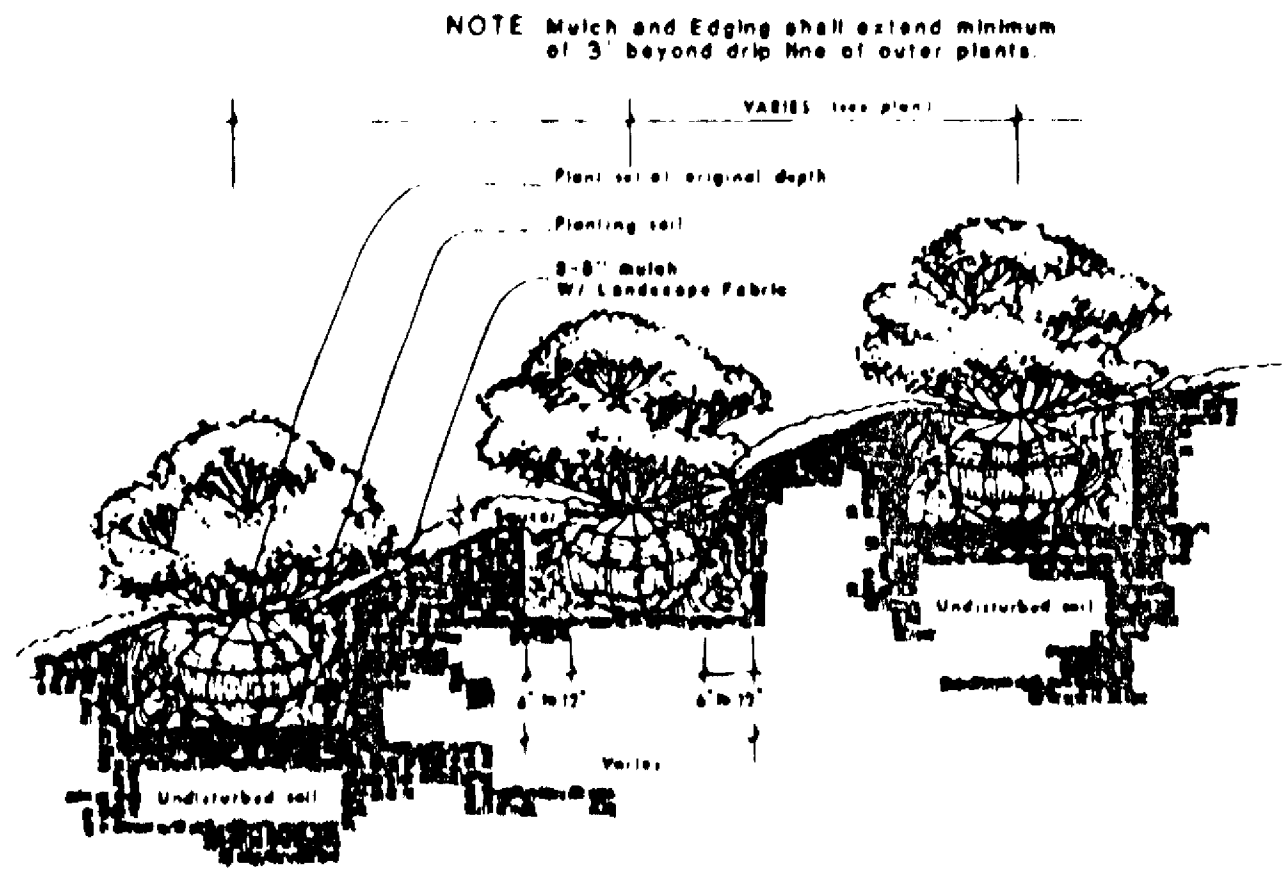 NOTE Mulch and Edging shall extend minimum
of 3' beyond drip line of outer plants.
VARIES (see plan)
Plant set at original depth
Planting soil
mulch
W/ Landscape Fabric
Undisturbed soil
6" to 12" 6" to 12"
Varies
Undisturbed soil